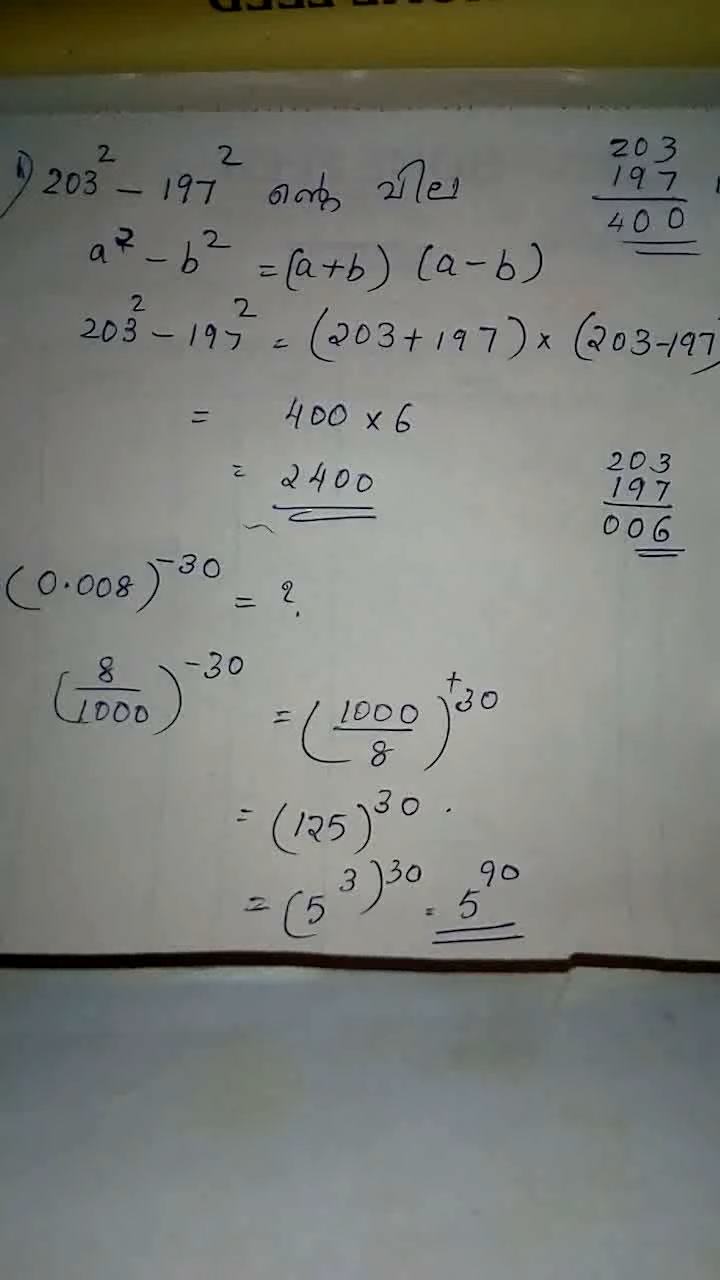 1) 203² - 197² ന്റെ വില
a² - b² = (a+b) (a-b)
203² - 197² = (203+197) × (203-197)
= 400 × 6
= 2400
203
197
400
203
197
006
(0.008)⁻³⁰ = ?
(8/1000)⁻³⁰ = (1000/8)⁺³⁰
= (125)³⁰.
= (5³)³⁰ = 5⁹⁰